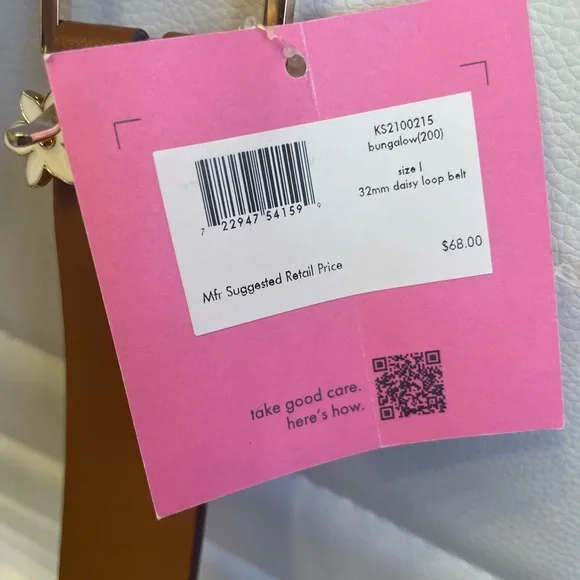 KS2100215
bungalow(200)
size l
32mm daisy loop belt
7 22947 54159 9
Mfr Suggested Retail Price
$68.00
take good care.
here's how.